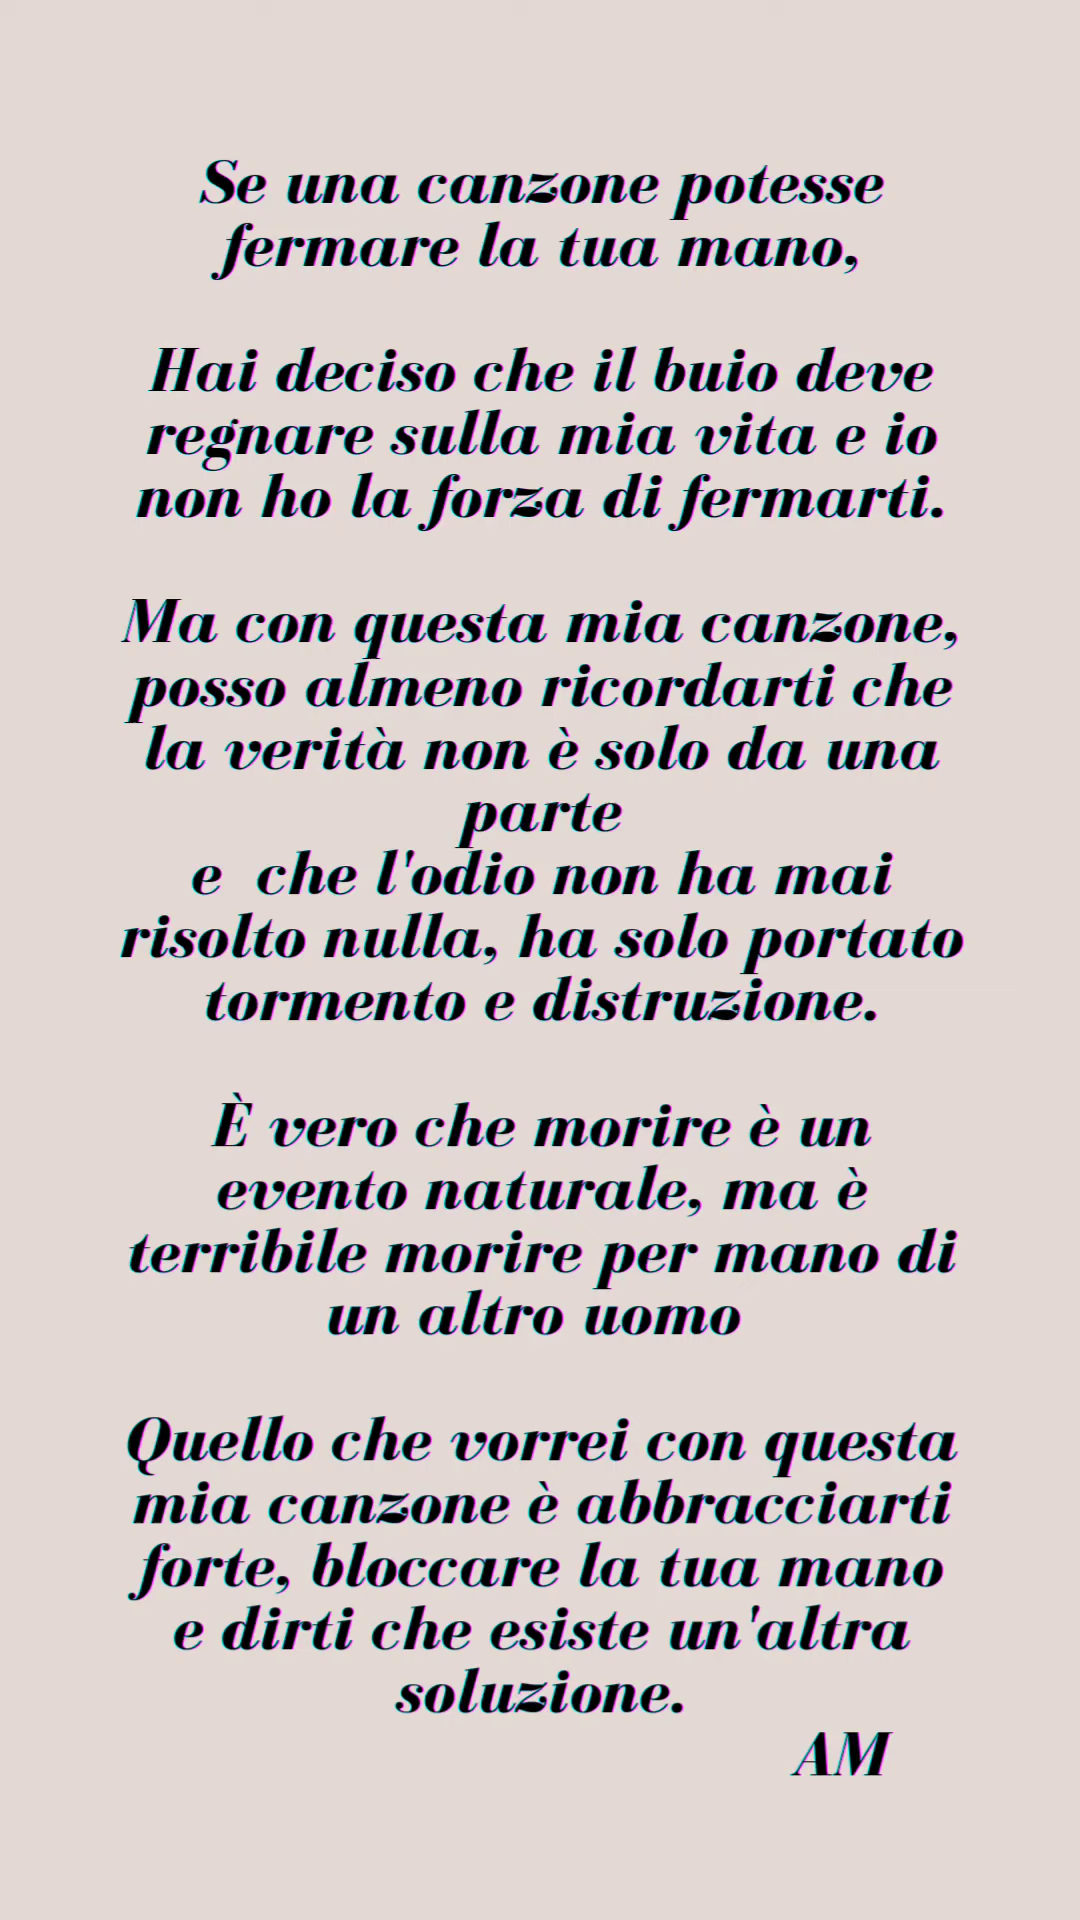 Se una canzone potesse
fermare la tua mano,
Hai deciso che il buio deve
regnare sulla mia vita e io
non ho la forza di fermarti.
Ma con questa mia canzone,
posso almeno ricordarti che
la verità non è solo da una
parte
e  che l'odio non ha mai
risolto nulla, ha solo portato
tormento e distruzione.
È vero che morire è un
evento naturale, ma è
terribile morire per mano di
un altro uomo
Quello che vorrei con questa
mia canzone è abbracciarti
forte, bloccare la tua mano
e dirti che esiste un'altra
soluzione.
AM